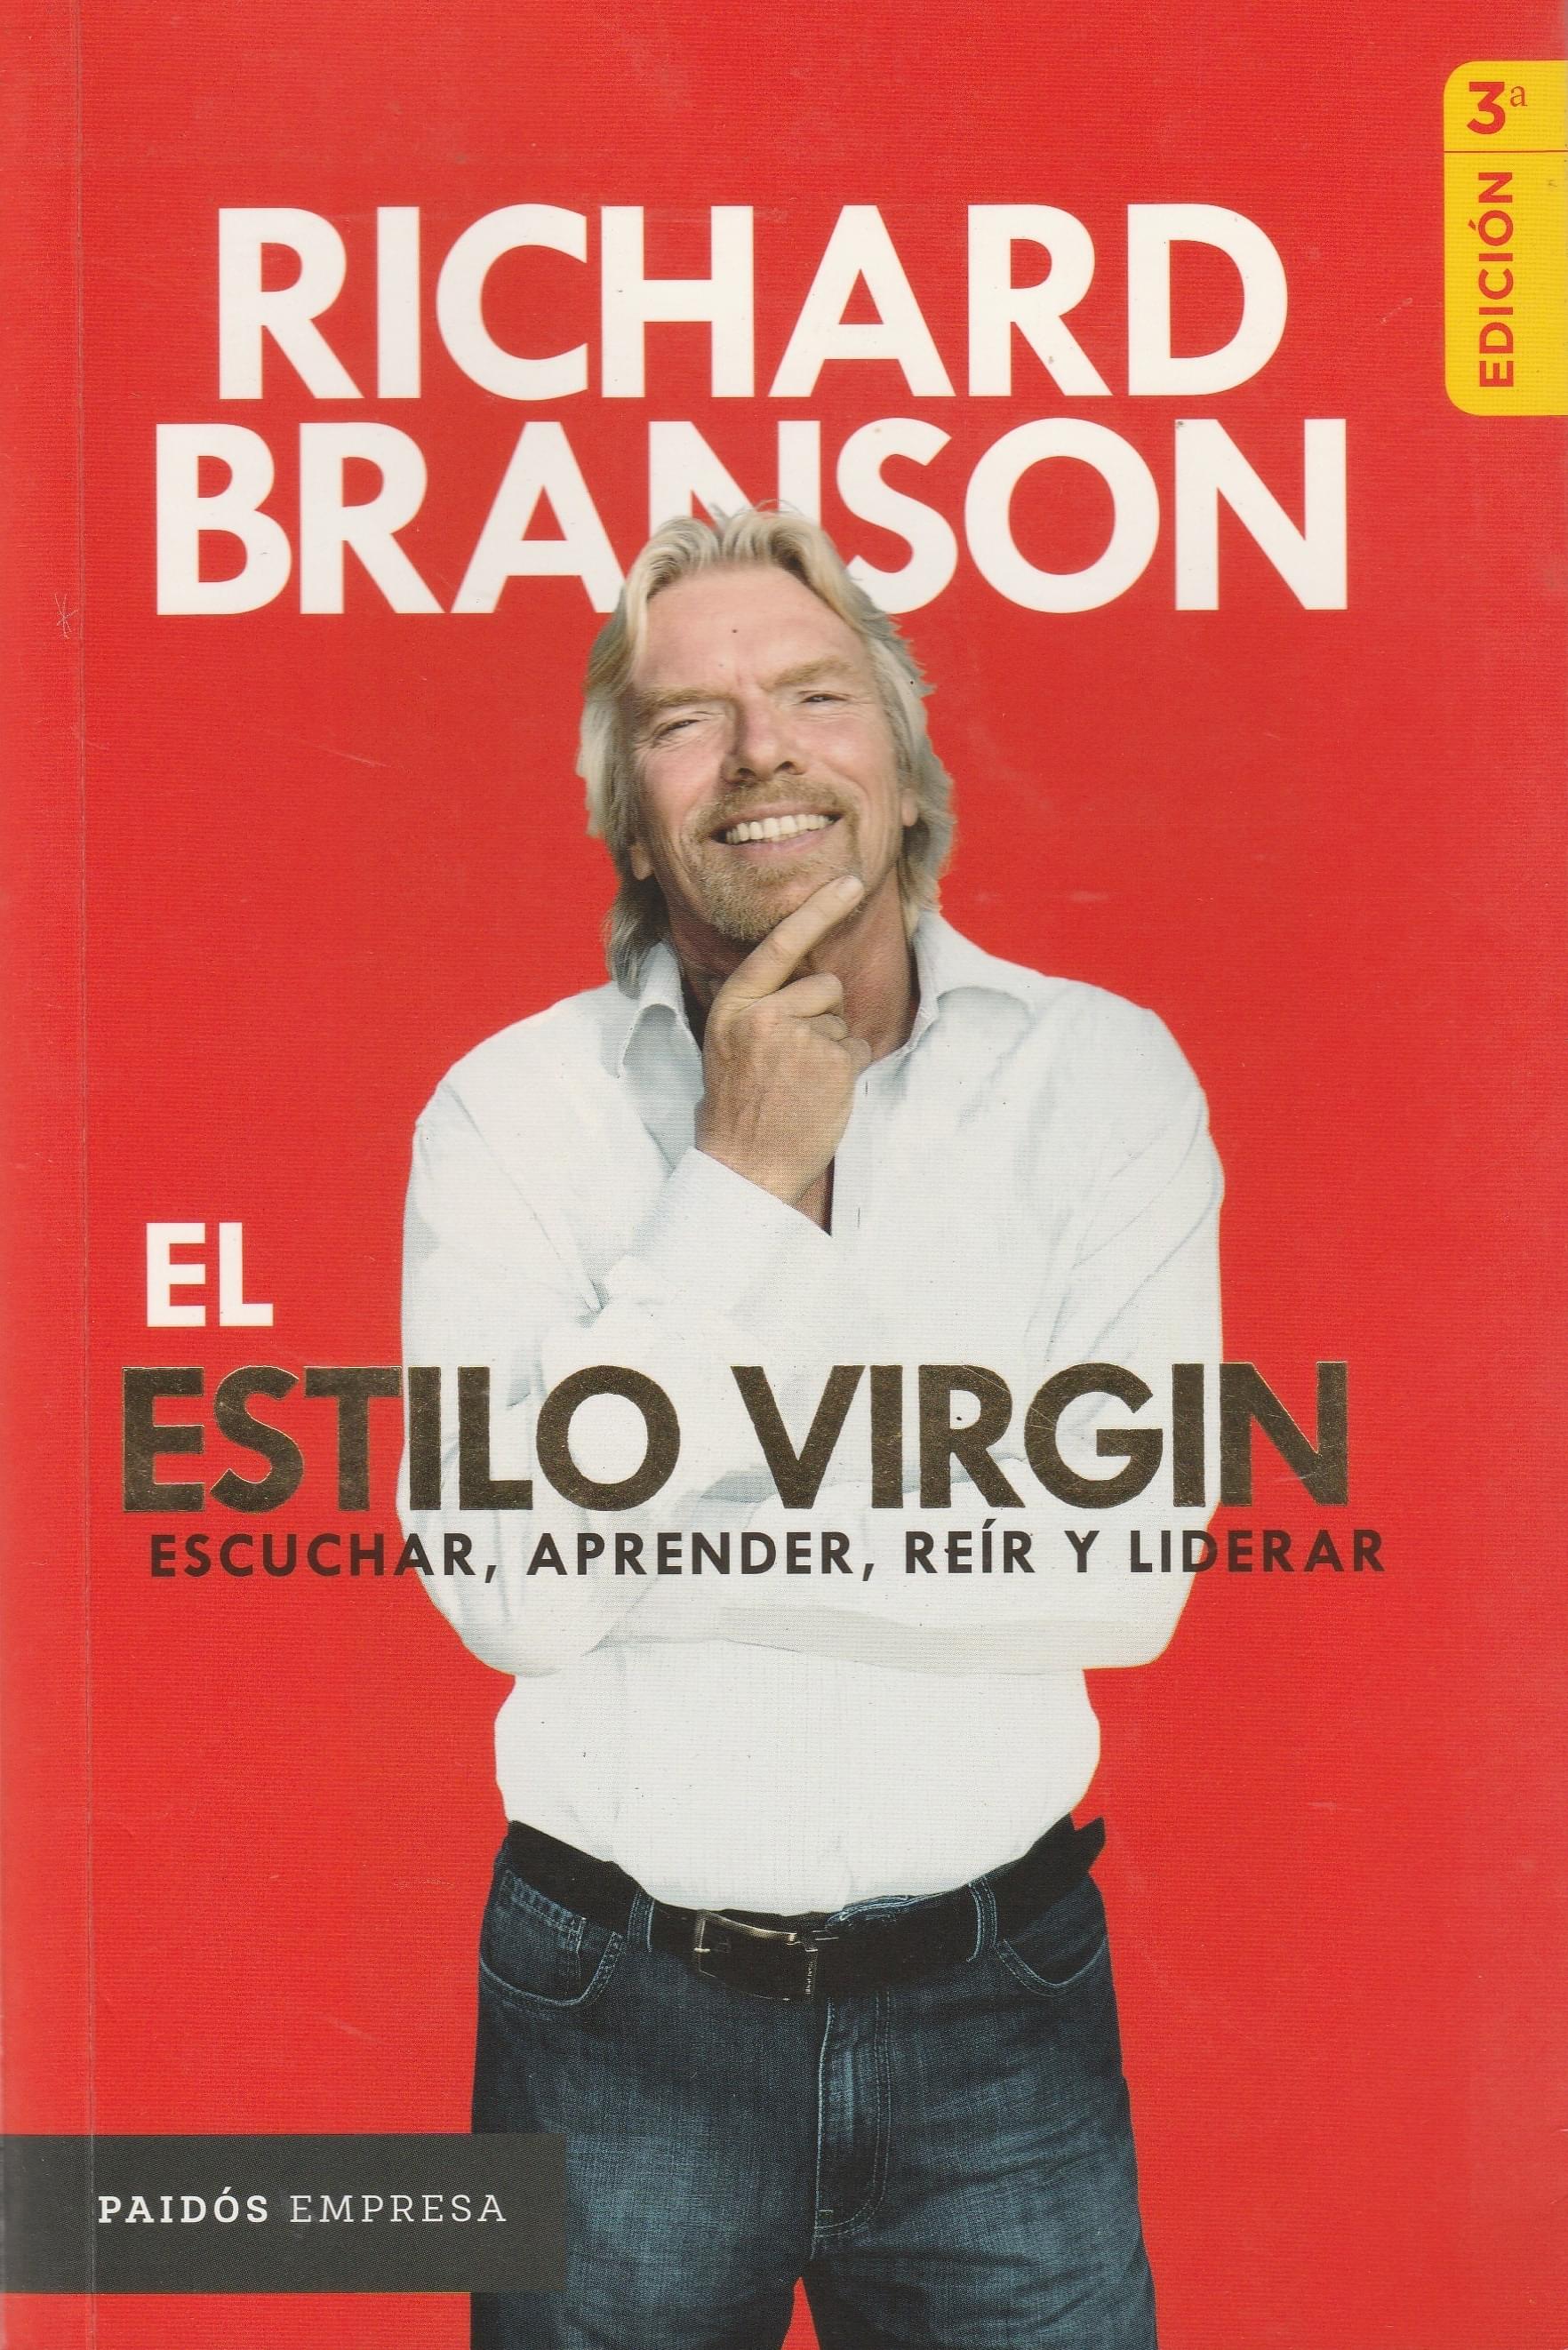 3ª
EDICIÓN
RICHARD
BRANSON
EL
ESTILO VIRGIN
ESCUCHAR, APRENDER, REÍR Y LIDERAR
PAIDÓS EMPRESA